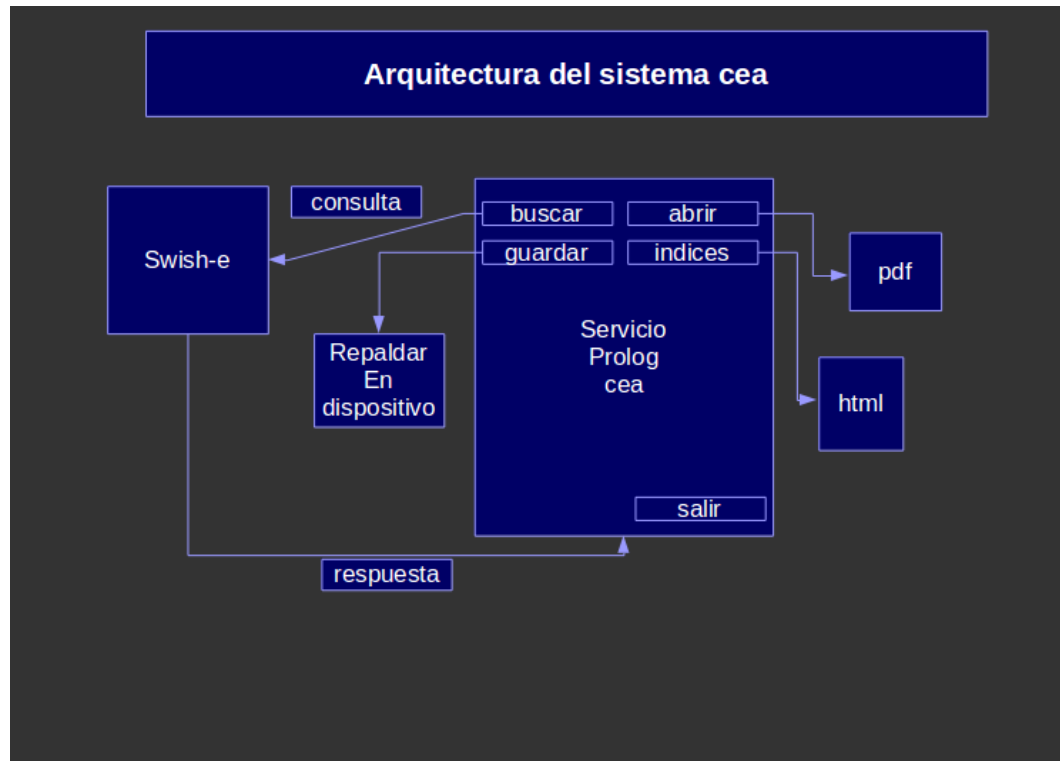 Arquitectura del sistema cea
consulta
Swish-e
buscar
abrir
guardar
indices
pdf
Repaldar
En
dispositivo
Servicio
Prolog
cea
html
salir
respuesta